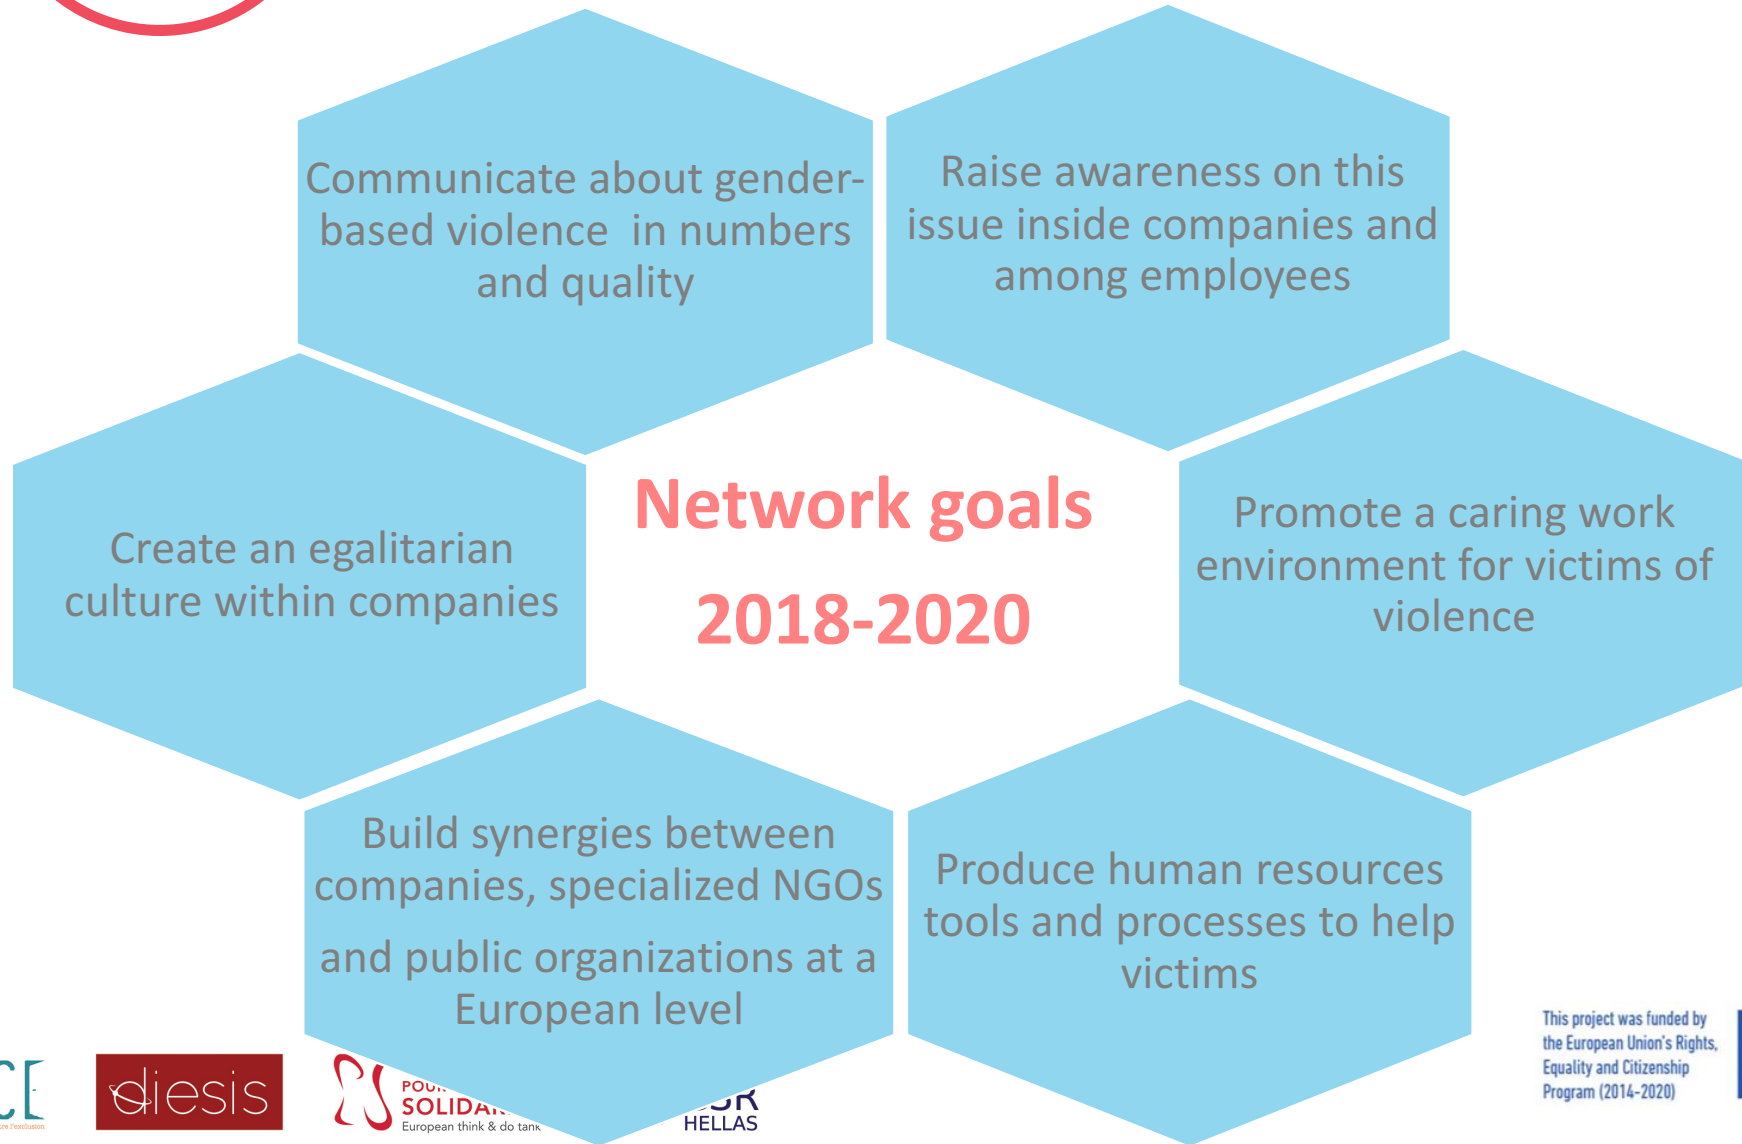 Communicate about gender-
based violence in numbers
and quality
Raise awareness on this
issue inside companies and
among employees
Create an egalitarian
culture within companies
Network goals
2018-2020
Promote a caring work
environment for victims of
violence
Build synergies between
companies, specialized NGOs
and public organizations at a
European level
Produce human resources
tools and processes to help
victims
This project was funded by
the European Union's Rights,
Equality and Citizenship
Program (2014-2020)
diesis
European think & do tank
HELLAS